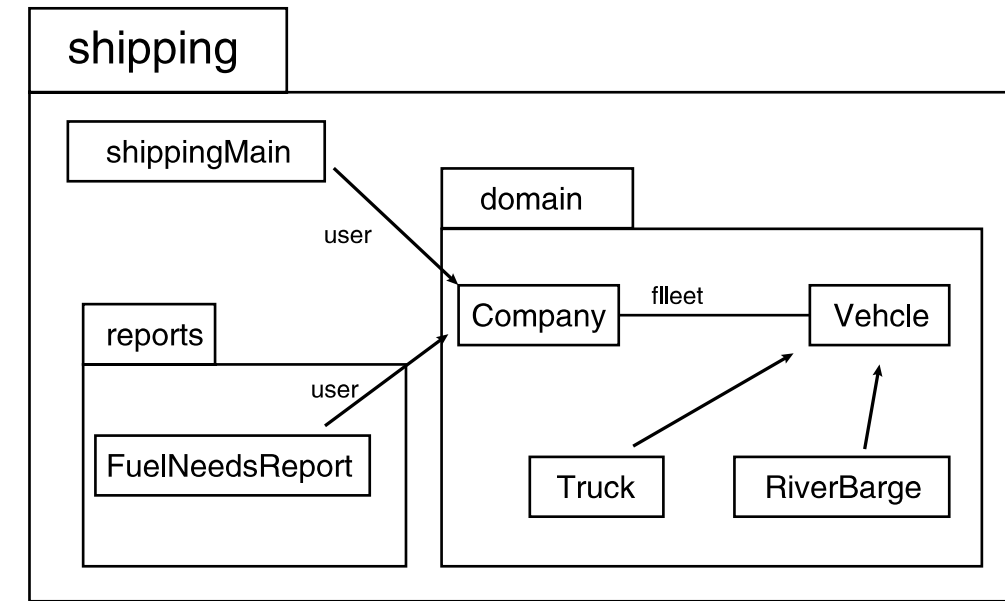 shipping
shippingMain
domain
user
Company
flleet
Vehcle
reports
user
FuelNeedsReport
Truck
RiverBarge